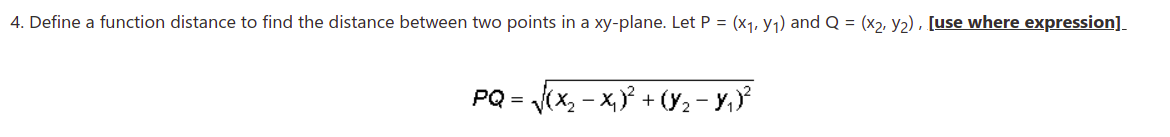 4. Define a function distance to find the distance between two points in a xy-plane. Let P = (x₁, y₁) and Q = (x₂, y₂) , [use where expression]
PQ = √(x₂ − x₁)² + (y₂ − y₁)²